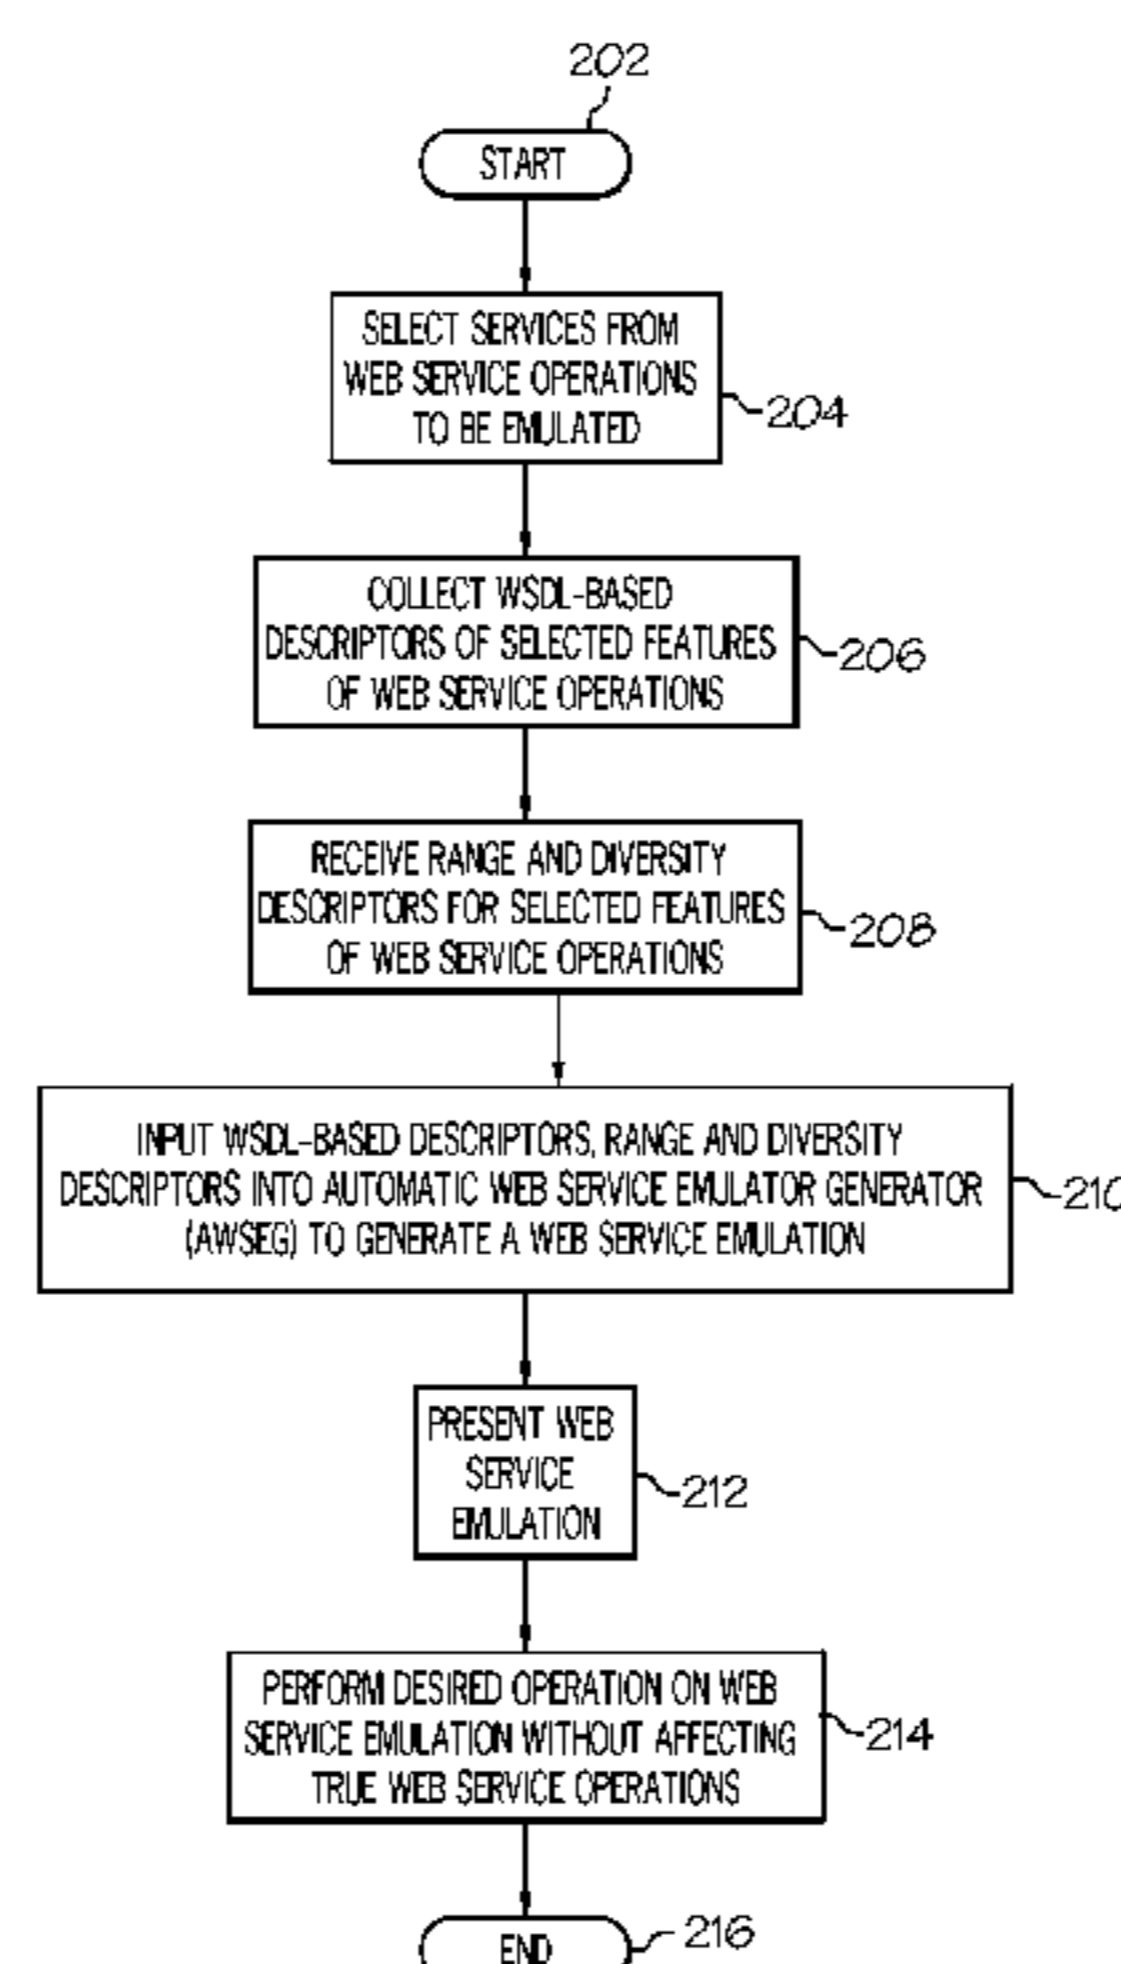 202
START
SELECT SERVICES FROM
WEB SERVICE OPERATIONS
TO BE EMULATED
204
COLLECT WSDL-BASED
DESCRIPTORS OF SELECTED FEATURES
OF WEB SERVICE OPERATIONS
206
RECEIVE RANGE AND DIVERSITY
DESCRIPTORS FOR SELECTED FEATURES
OF WEB SERVICE OPERATIONS
208
INPUT WSDL-BASED DESCRIPTORS, RANGE AND DIVERSITY
DESCRIPTORS INTO AUTOMATIC WEB SERVICE EMULATOR GENERATOR
(AWSEG) TO GENERATE A WEB SERVICE EMULATION
210
PRESENT WEB
SERVICE
EMULATION
212
PERFORM DESIRED OPERATION ON WEB
SERVICE EMULATION WITHOUT AFFECTING
TRUE WEB SERVICE OPERATIONS
214
END
216